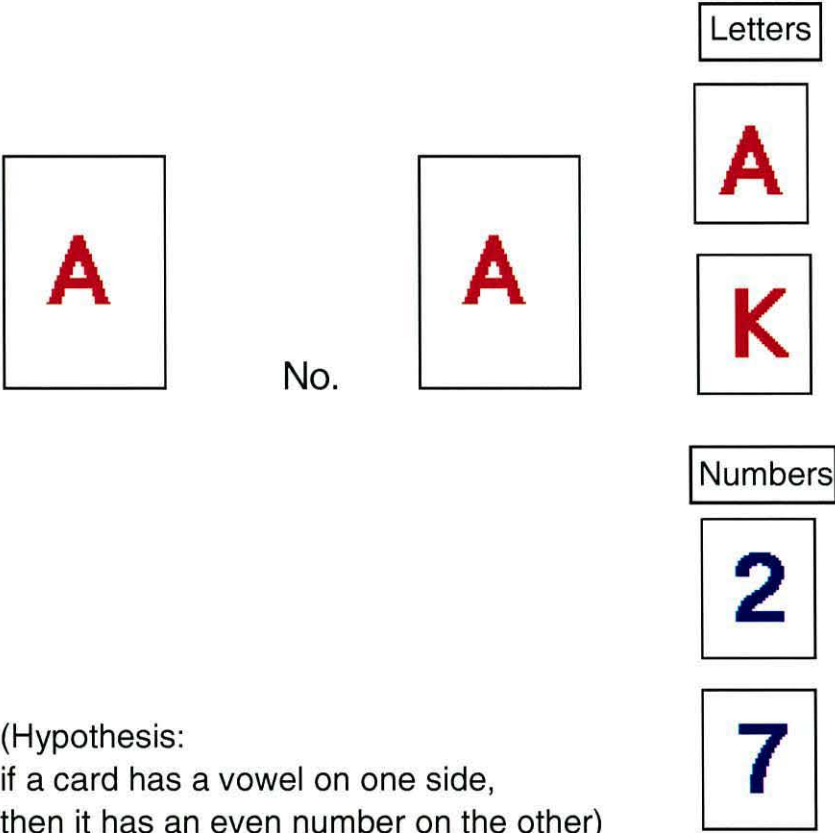 Letters
A
K
A
No.
A
Numbers
2
7
(Hypothesis:
if a card has a vowel on one side,
then it has an even number on the other)